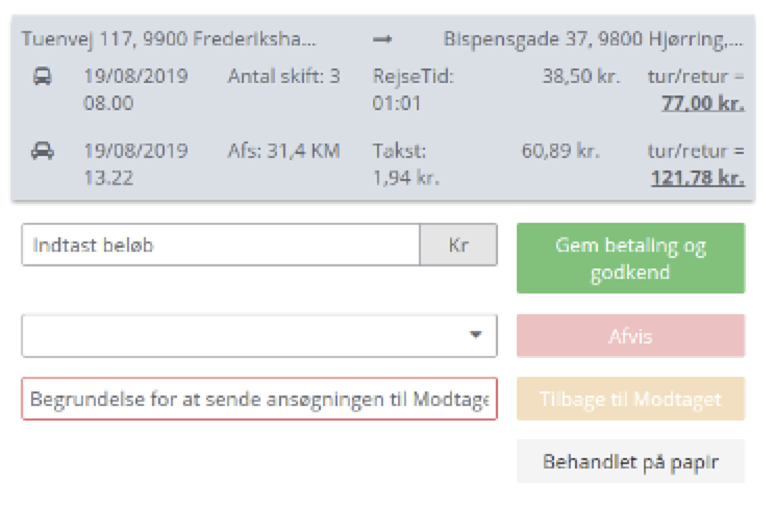 Tuenvej 117, 9900 Frederiksha... → Bispensgade 37, 9800 Hjørring,...
19/08/2019 Antal skift: 3 RejseTid: 38,50 kr. tur/retur =
08.00 01:01 77,00 kr.
19/08/2019 Afs: 31,4 KM Takst: 60,89 kr. tur/retur =
13.22 1,94 kr. 121,78 kr.
Indtast beløb Kr Gem betaling og
godkend
Afvis
Begrundelse for at sende ansøgningen til Modtage Tilbage til Modtaget
Behandlet på papir